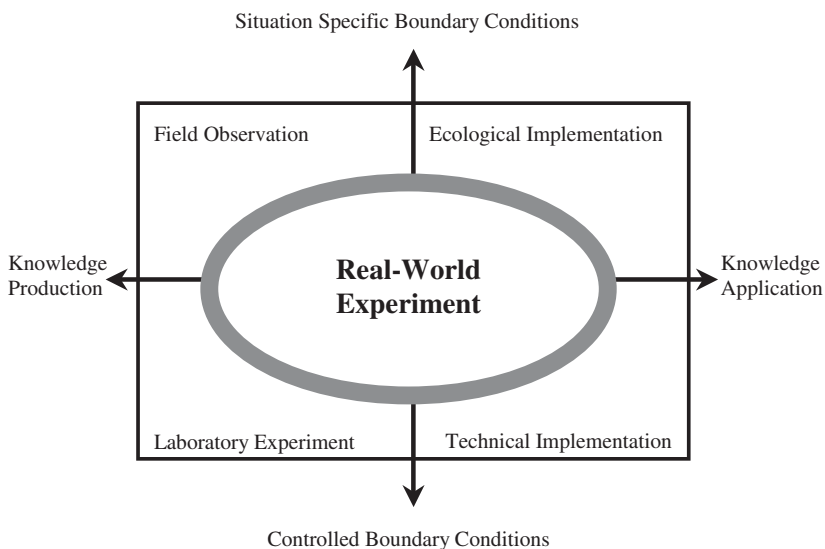 Situation Specific Boundary Conditions
Field Observation
Ecological Implementation
Knowledge
Production
Real-World
Experiment
Knowledge
Application
Laboratory Experiment
Technical Implementation
Controlled Boundary Conditions